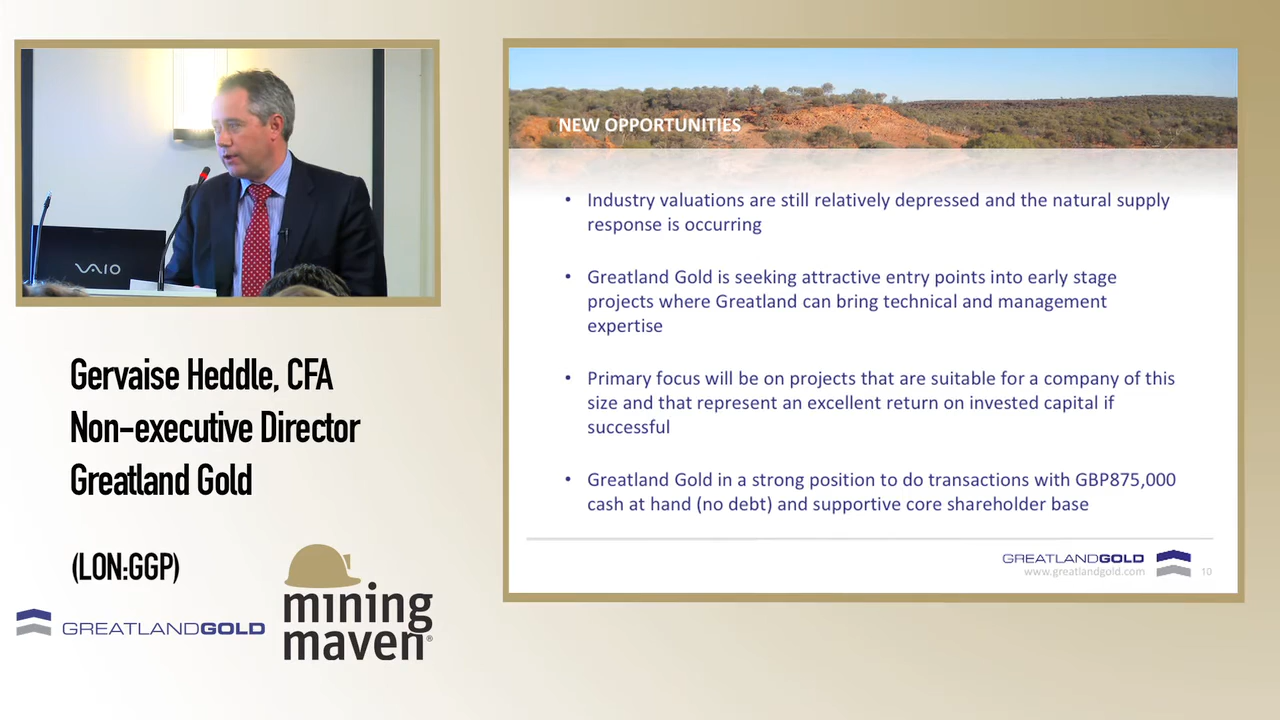 VAIO
Gervaise Heddle, CFA
Non-executive Director
Greatland Gold
(LON:GGP)
GREATLANDGOLD
mining
maven®
NEW OPPORTUNITIES
• Industry valuations are still relatively depressed and the natural supply
response is occurring
• Greatland Gold is seeking attractive entry points into early stage
projects where Greatland can bring technical and management
expertise
• Primary focus will be on projects that are suitable for a company of this
size and that represent an excellent return on invested capital if
successful
• Greatland Gold in a strong position to do transactions with GBP875,000
cash at hand (no debt) and supportive core shareholder base
GREATLANDGOLD
www.greatlandgold.com
10